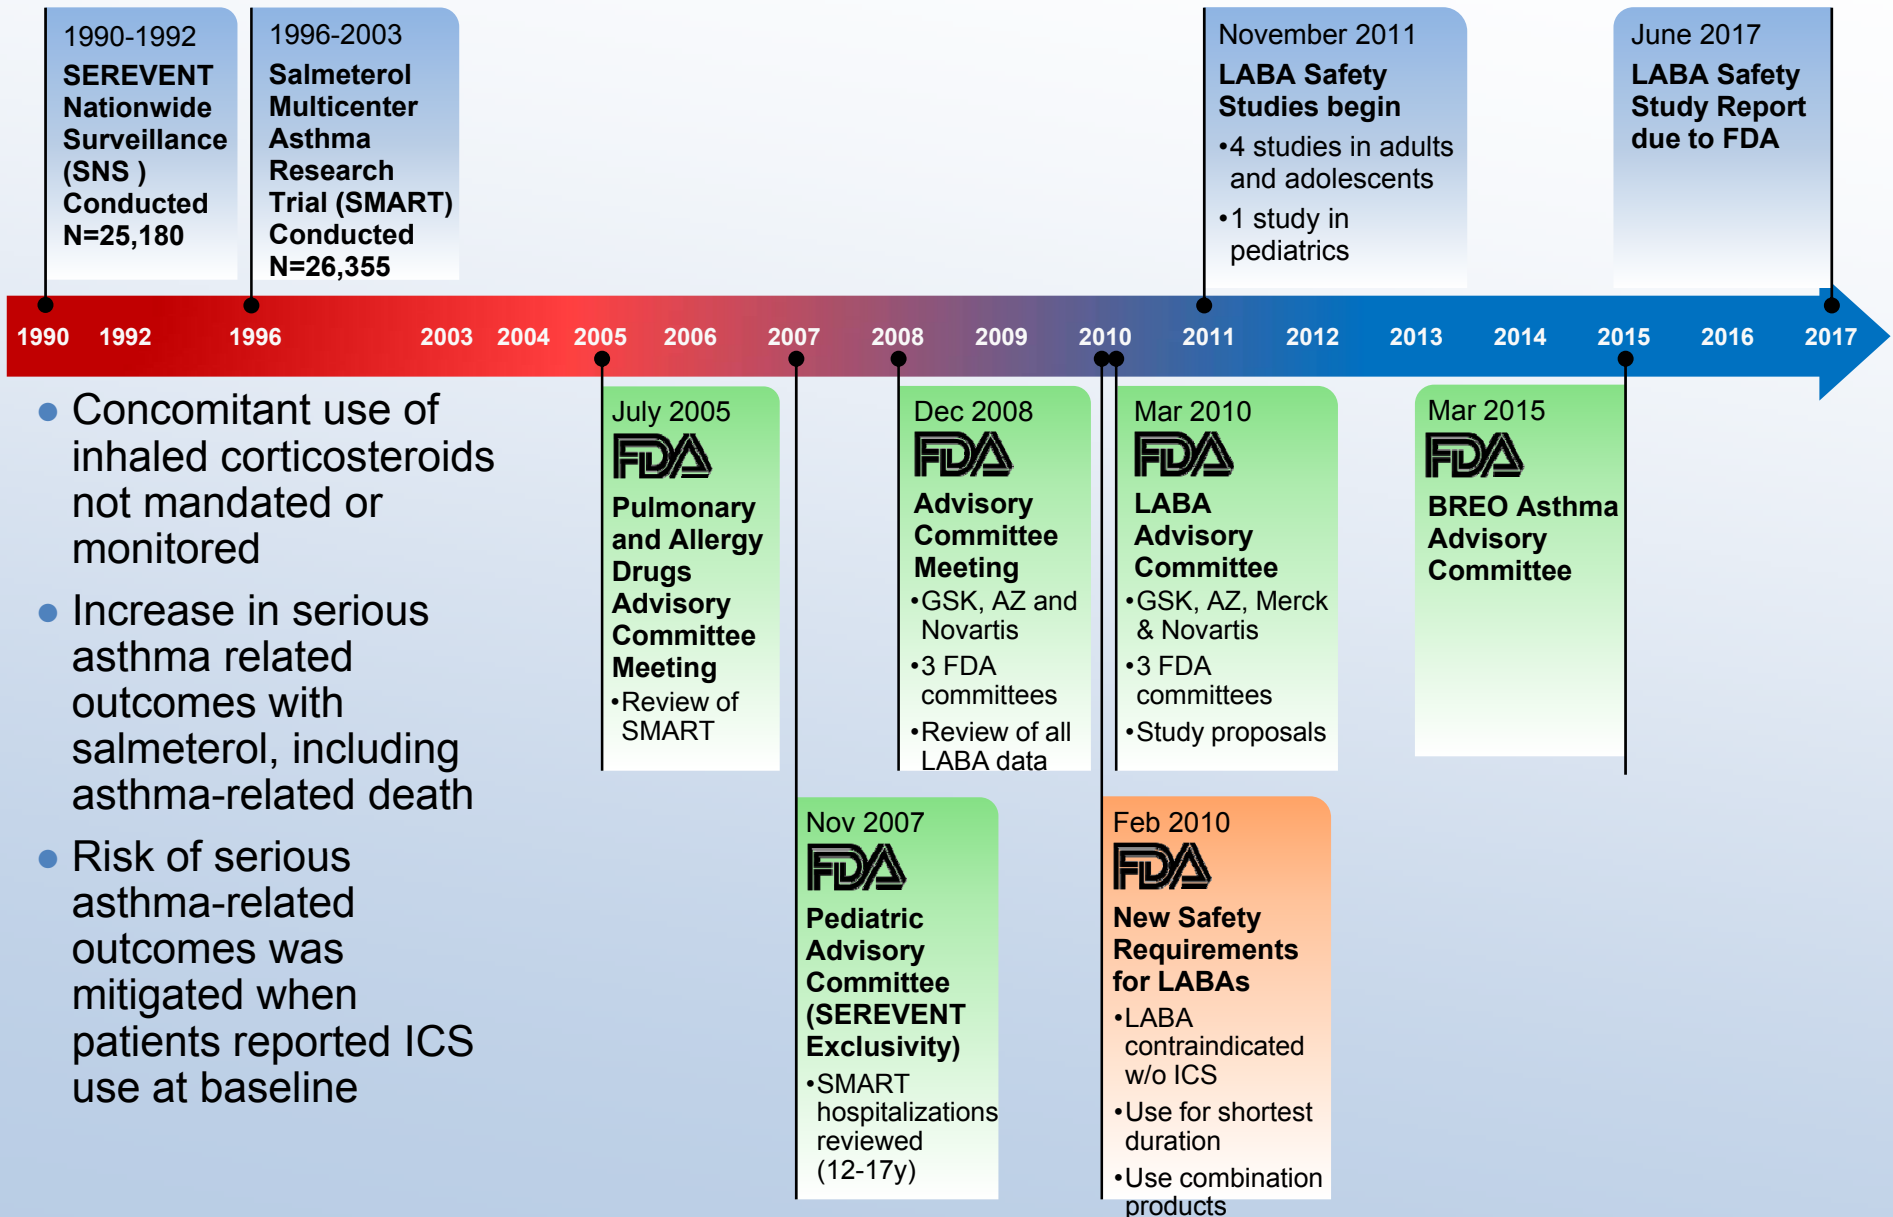 1990-1992
SEREVENT
Nationwide
Surveillance
(SNS )
Conducted
N=25,180
1996-2003
Salmeterol
Multicenter
Asthma
Research
Trial (SMART)
Conducted
N=26,355
November 2011
LABA Safety
Studies begin
•4 studies in adults
and adolescents
•1 study in
pediatrics
June 2017
LABA Safety
Study Report
due to FDA
1990 1992 1996 2003 2004 2005 2006 2007 2008 2009 2010 2011 2012 2013 2014 2015 2016 2017
● Concomitant use of
inhaled corticosteroids
not mandated or
monitored
● Increase in serious
asthma related
outcomes with
salmeterol, including
asthma-related death
● Risk of serious
asthma-related
outcomes was
mitigated when
patients reported ICS
use at baseline
July 2005
FDA
Pulmonary
and Allergy
Drugs
Advisory
Committee
Meeting
•Review of
SMART
Nov 2007
FDA
Pediatric
Advisory
Committee
(SEREVENT
Exclusivity)
•SMART
hospitalizations
reviewed
(12-17y)
Dec 2008
FDA
Advisory
Committee
Meeting
•GSK, AZ and
Novartis
•3 FDA
committees
•Review of all
LABA data
Feb 2010
FDA
New Safety
Requirements
for LABAs
•LABA
contraindicated
w/o ICS
•Use for shortest
duration
•Use combination
products
Mar 2010
FDA
LABA
Advisory
Committee
•GSK, AZ, Merck
& Novartis
•3 FDA
committees
•Study proposals
Mar 2015
FDA
BREO Asthma
Advisory
Committee